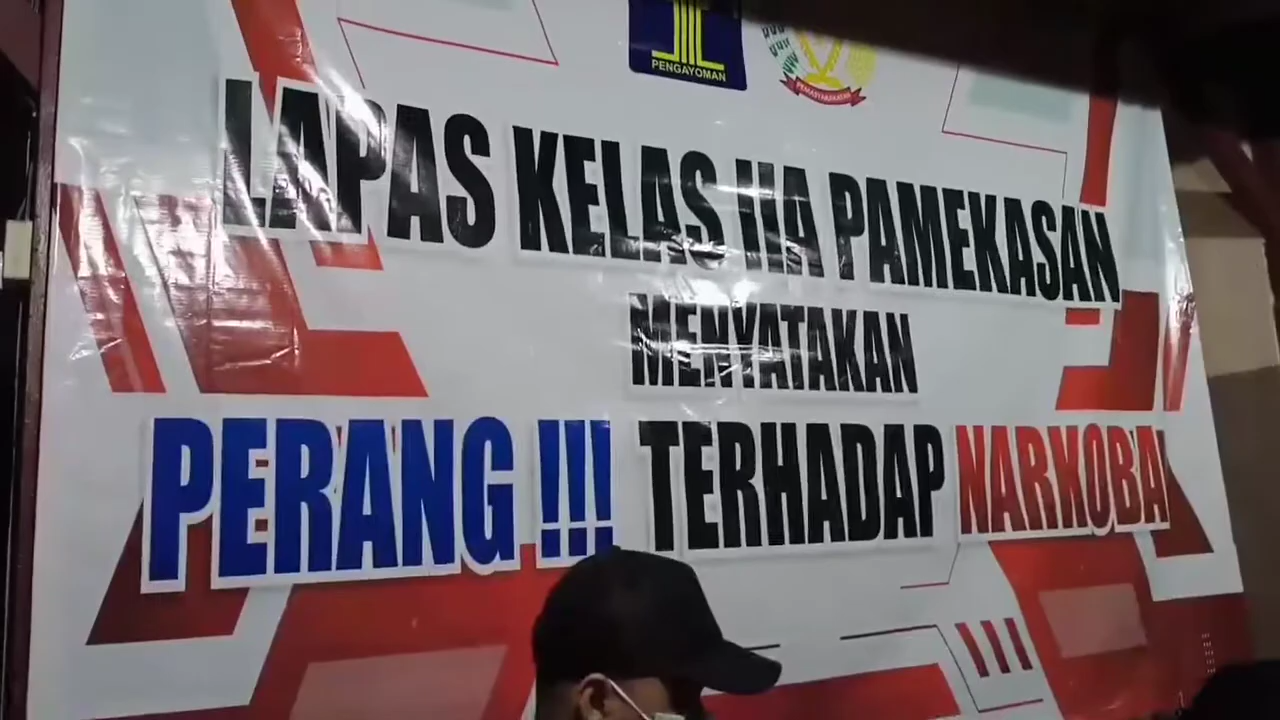 PENGAYOMAN
PEMASYARAKATAN
LAPAS KELAS IIA PAMEKASAN
MENYATAKAN
PERANG !!! TERHADAP NARKOBA